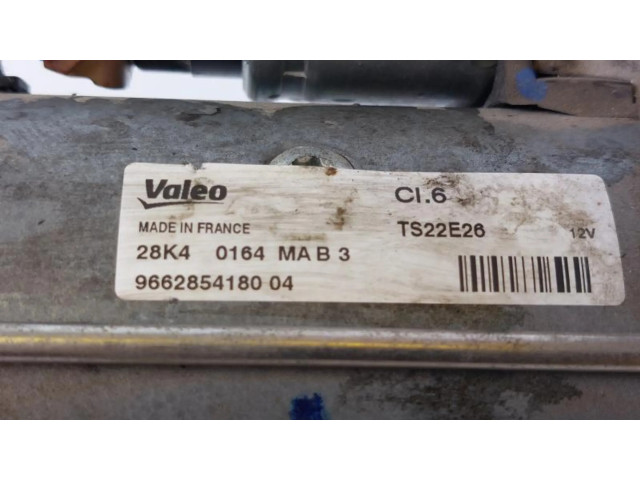 Valeo Cl.6
MADE IN FRANCE TS22E26 12V
28K4 0164 MA B 3
9662854180 04